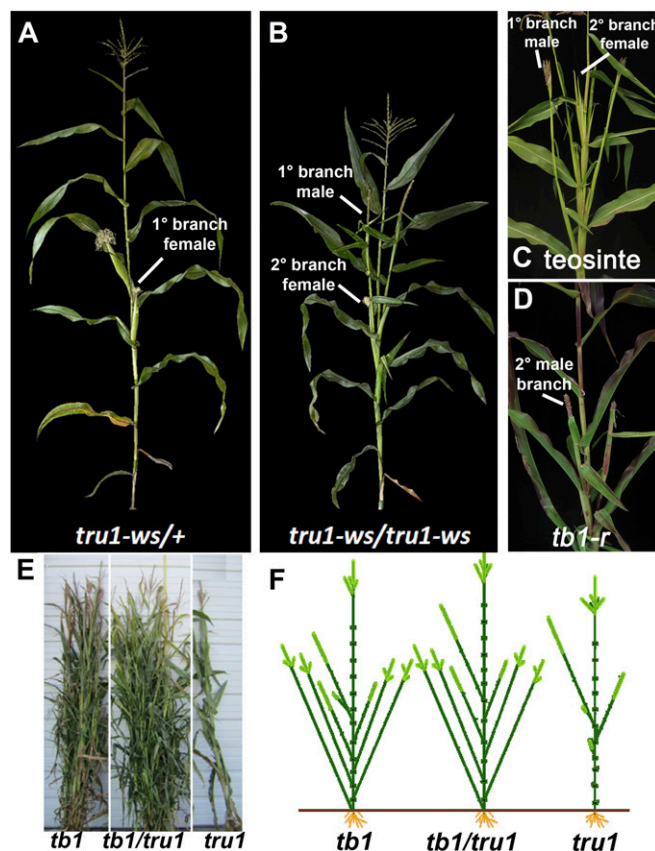 A
1° branch
female
tru1-ws/+
B
1° branch
male
2° branch
female
tru1-ws/tru1-ws
1° branch
male
2° branch
female
C teosinte
D
2° male
branch
tb1-r
E
tb1 tb1/tru1 tru1
F
tb1 tb1/tru1 tru1